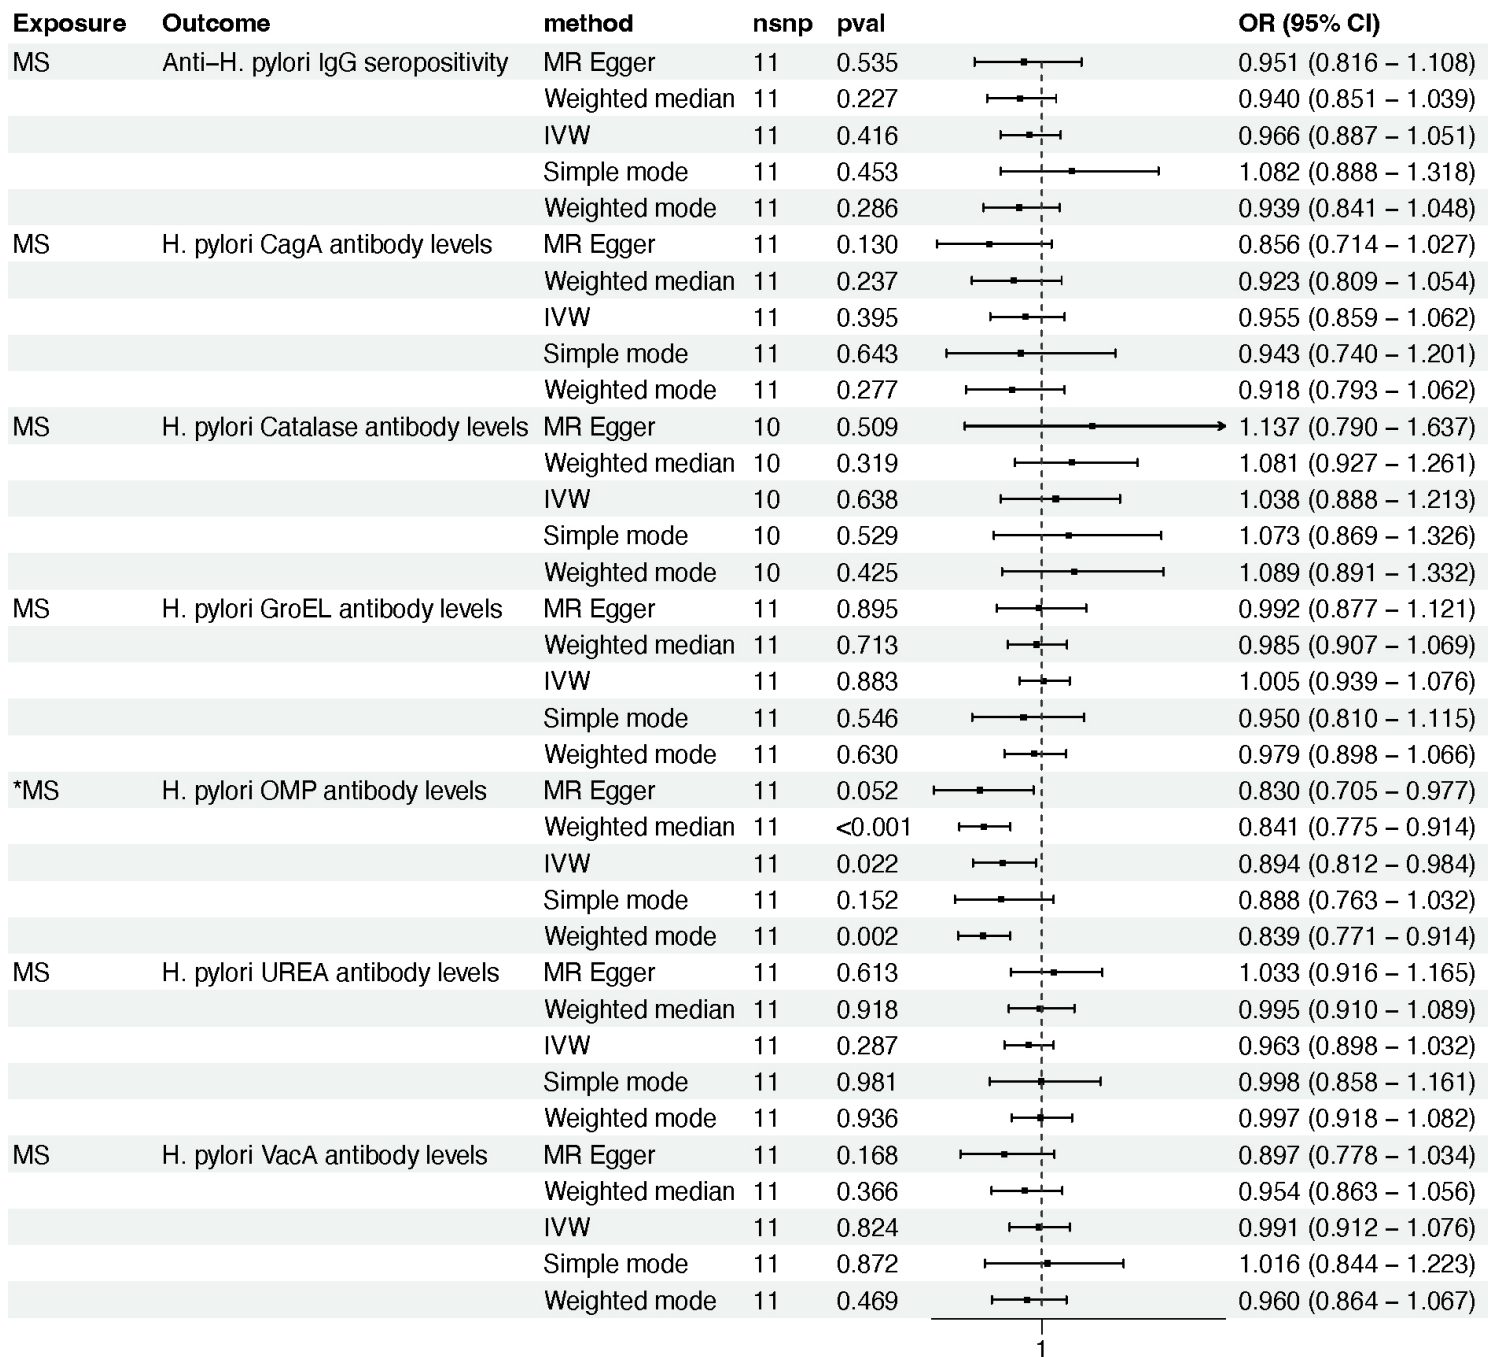 Exposure Outcome method nsnp pval OR (95% CI)
MS Anti–H. pylori IgG seropositivity MR Egger 11 0.535 0.951 (0.816 – 1.108)
Weighted median 11 0.227 0.940 (0.851 – 1.039)
IVW 11 0.416 0.966 (0.887 – 1.051)
Simple mode 11 0.453 1.082 (0.888 – 1.318)
Weighted mode 11 0.286 0.939 (0.841 – 1.048)
MS H. pylori CagA antibody levels MR Egger 11 0.130 0.856 (0.714 – 1.027)
Weighted median 11 0.237 0.923 (0.809 – 1.054)
IVW 11 0.395 0.955 (0.859 – 1.062)
Simple mode 11 0.643 0.943 (0.740 – 1.201)
Weighted mode 11 0.277 0.918 (0.793 – 1.062)
MS H. pylori Catalase antibody levels MR Egger 10 0.509 1.137 (0.790 – 1.637)
Weighted median 10 0.319 1.081 (0.927 – 1.261)
IVW 10 0.638 1.038 (0.888 – 1.213)
Simple mode 10 0.529 1.073 (0.869 – 1.326)
Weighted mode 10 0.425 1.089 (0.891 – 1.332)
MS H. pylori GroEL antibody levels MR Egger 11 0.895 0.992 (0.877 – 1.121)
Weighted median 11 0.713 0.985 (0.907 – 1.069)
IVW 11 0.883 1.005 (0.939 – 1.076)
Simple mode 11 0.546 0.950 (0.810 – 1.115)
Weighted mode 11 0.630 0.979 (0.898 – 1.066)
*MS H. pylori OMP antibody levels MR Egger 11 0.052 0.830 (0.705 – 0.977)
Weighted median 11 <0.001 0.841 (0.775 – 0.914)
IVW 11 0.022 0.894 (0.812 – 0.984)
Simple mode 11 0.152 0.888 (0.763 – 1.032)
Weighted mode 11 0.002 0.839 (0.771 – 0.914)
MS H. pylori UREA antibody levels MR Egger 11 0.613 1.033 (0.916 – 1.165)
Weighted median 11 0.918 0.995 (0.910 – 1.089)
IVW 11 0.287 0.963 (0.898 – 1.032)
Simple mode 11 0.981 0.998 (0.858 – 1.161)
Weighted mode 11 0.936 0.997 (0.918 – 1.082)
MS H. pylori VacA antibody levels MR Egger 11 0.168 0.897 (0.778 – 1.034)
Weighted median 11 0.366 0.954 (0.863 – 1.056)
IVW 11 0.824 0.991 (0.912 – 1.076)
Simple mode 11 0.872 1.016 (0.844 – 1.223)
Weighted mode 11 0.469 0.960 (0.864 – 1.067)
1